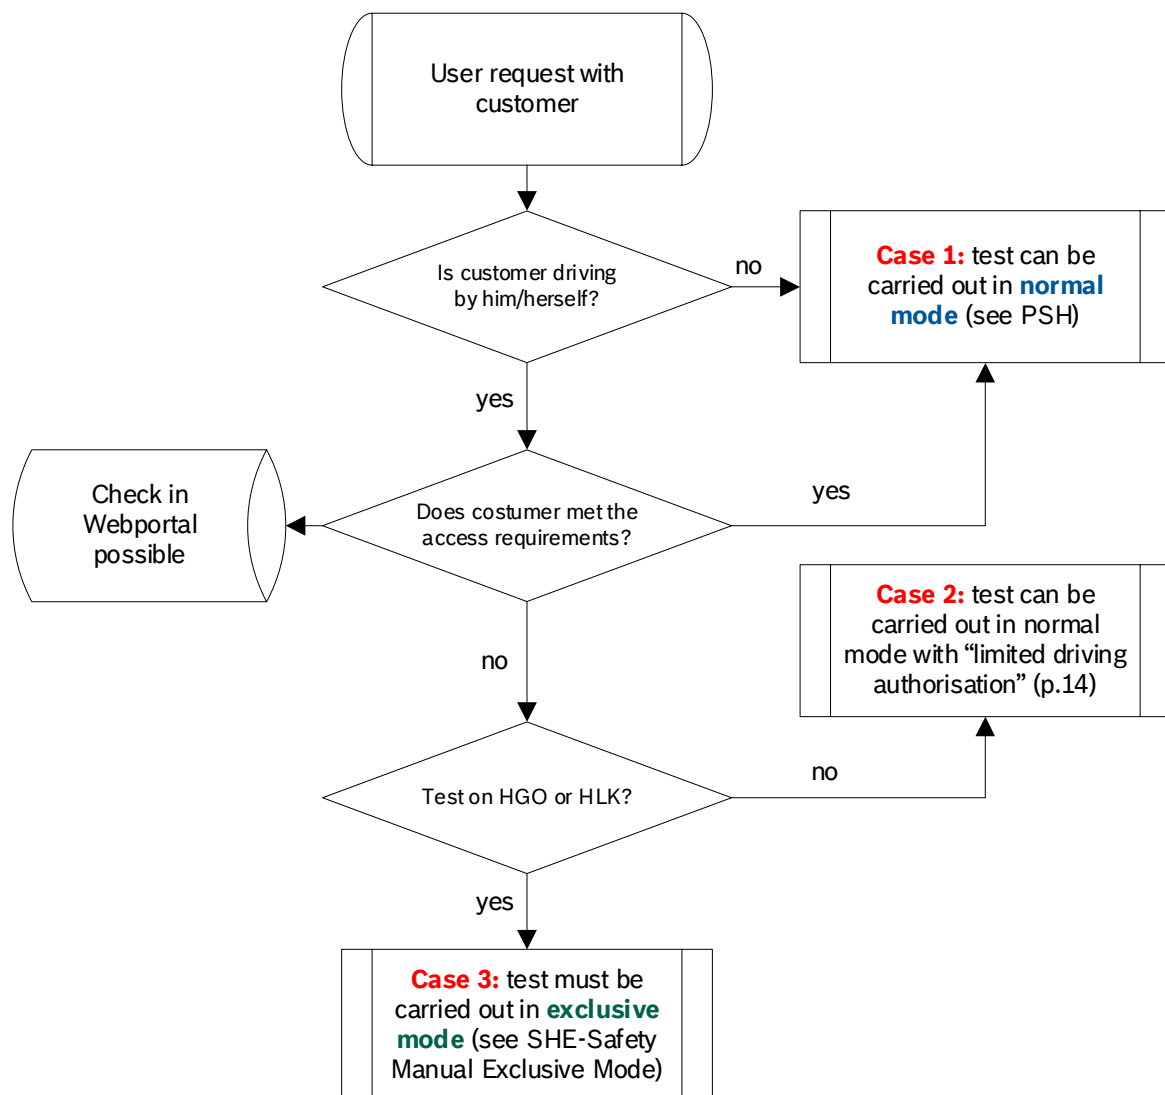 User request with
customer
Is customer driving
by him/herself?
no
Case 1: test can be
carried out in normal
mode (see PSH)
yes
Check in
Webportal
possible
Does costumer met the
access requirements?
yes
Case 2: test can be
carried out in normal
mode with “limited driving
authorisation” (p.14)
no
Test on HGO or HLK?
no
yes
Case 3: test must be
carried out in exclusive
mode (see SHE-Safety
Manual Exclusive Mode)